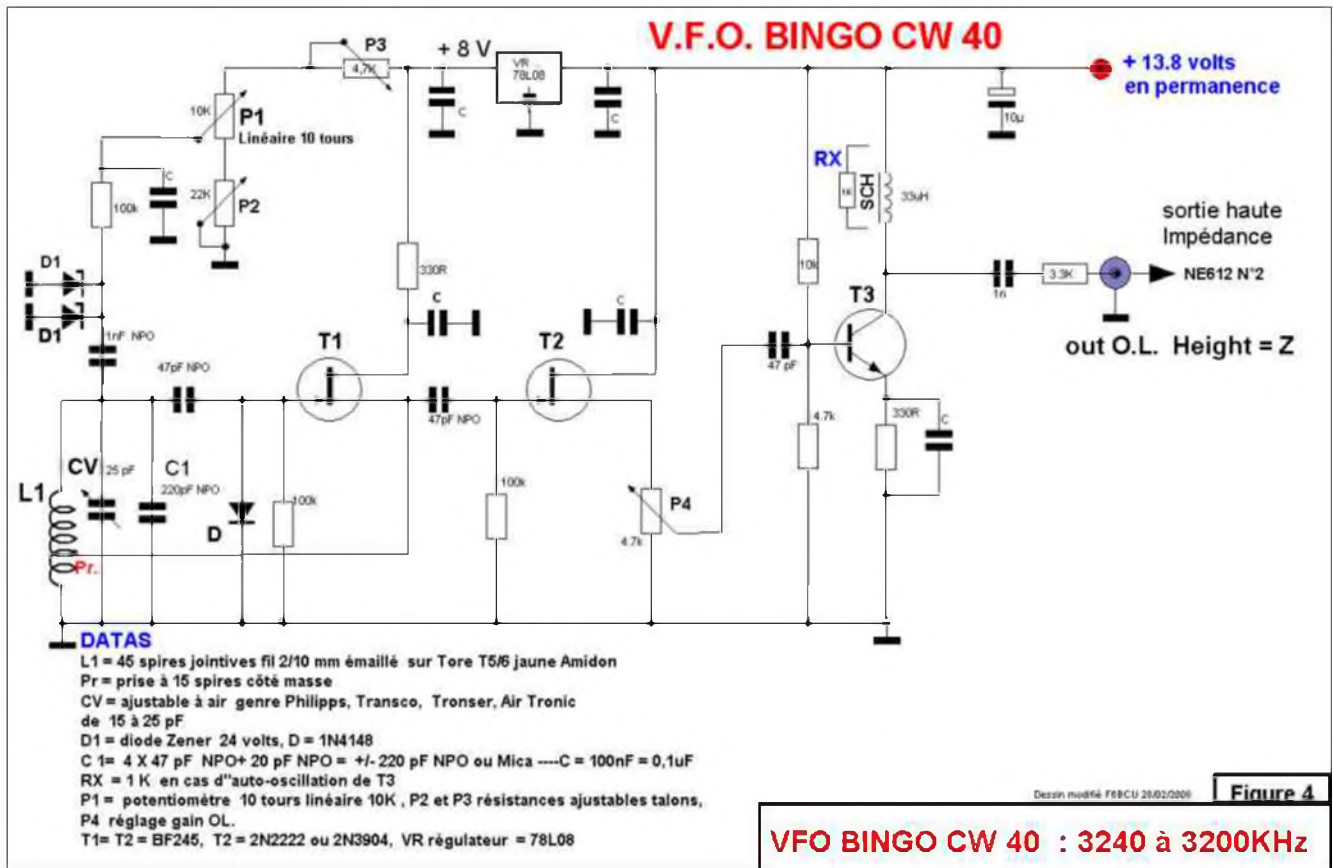 V.F.O. BINGO CW 40
P3
4,7K
+ 8 V
VR
78L08
+ 13.8 volts
en permanence
10K
P1
Linéaire 10 tours
C
C
10µ
RX
1K
SCH
33uH
C
100k
22K
P2
sortie haute
Impédance
D1
330R
10k
3.3K
NE612 N°2
16
D1
C
C
T3
1nF NPO
T1
T2
out O.L. Height = Z
47 pF
47pF NPO
47pF NPO
330R
4.7k
C
CV
25 pF
C1
220pF NPO
L1
100k
100k
P4
D
4.7k
Pr.
DATAS
L1 = 45 spires jointives fil 2/10 mm émaillé sur Tore T5/6 jaune Amidon
Pr = prise à 15 spires côté masse
CV = ajustable à air genre Philipps, Transco, Tronser, Air Tronic
de 15 à 25 pF
D1 = diode Zener 24 volts, D = 1N4148
C 1= 4 X 47 pF NPO+ 20 pF NPO = +/- 220 pF NPO ou Mica ----C = 100nF = 0,1uF
RX = 1 K en cas d"auto-oscillation de T3
P1 = potentiomètre 10 tours linéaire 10K , P2 et P3 résistances ajustables talons,
P4 réglage gain OL.
T1= T2 = BF245, T2 = 2N2222 ou 2N3904, VR régulateur = 78L08
Dessin modifié F6BCU 28/02/2006
Figure 4
VFO BINGO CW 40 : 3240 à 3200KHz